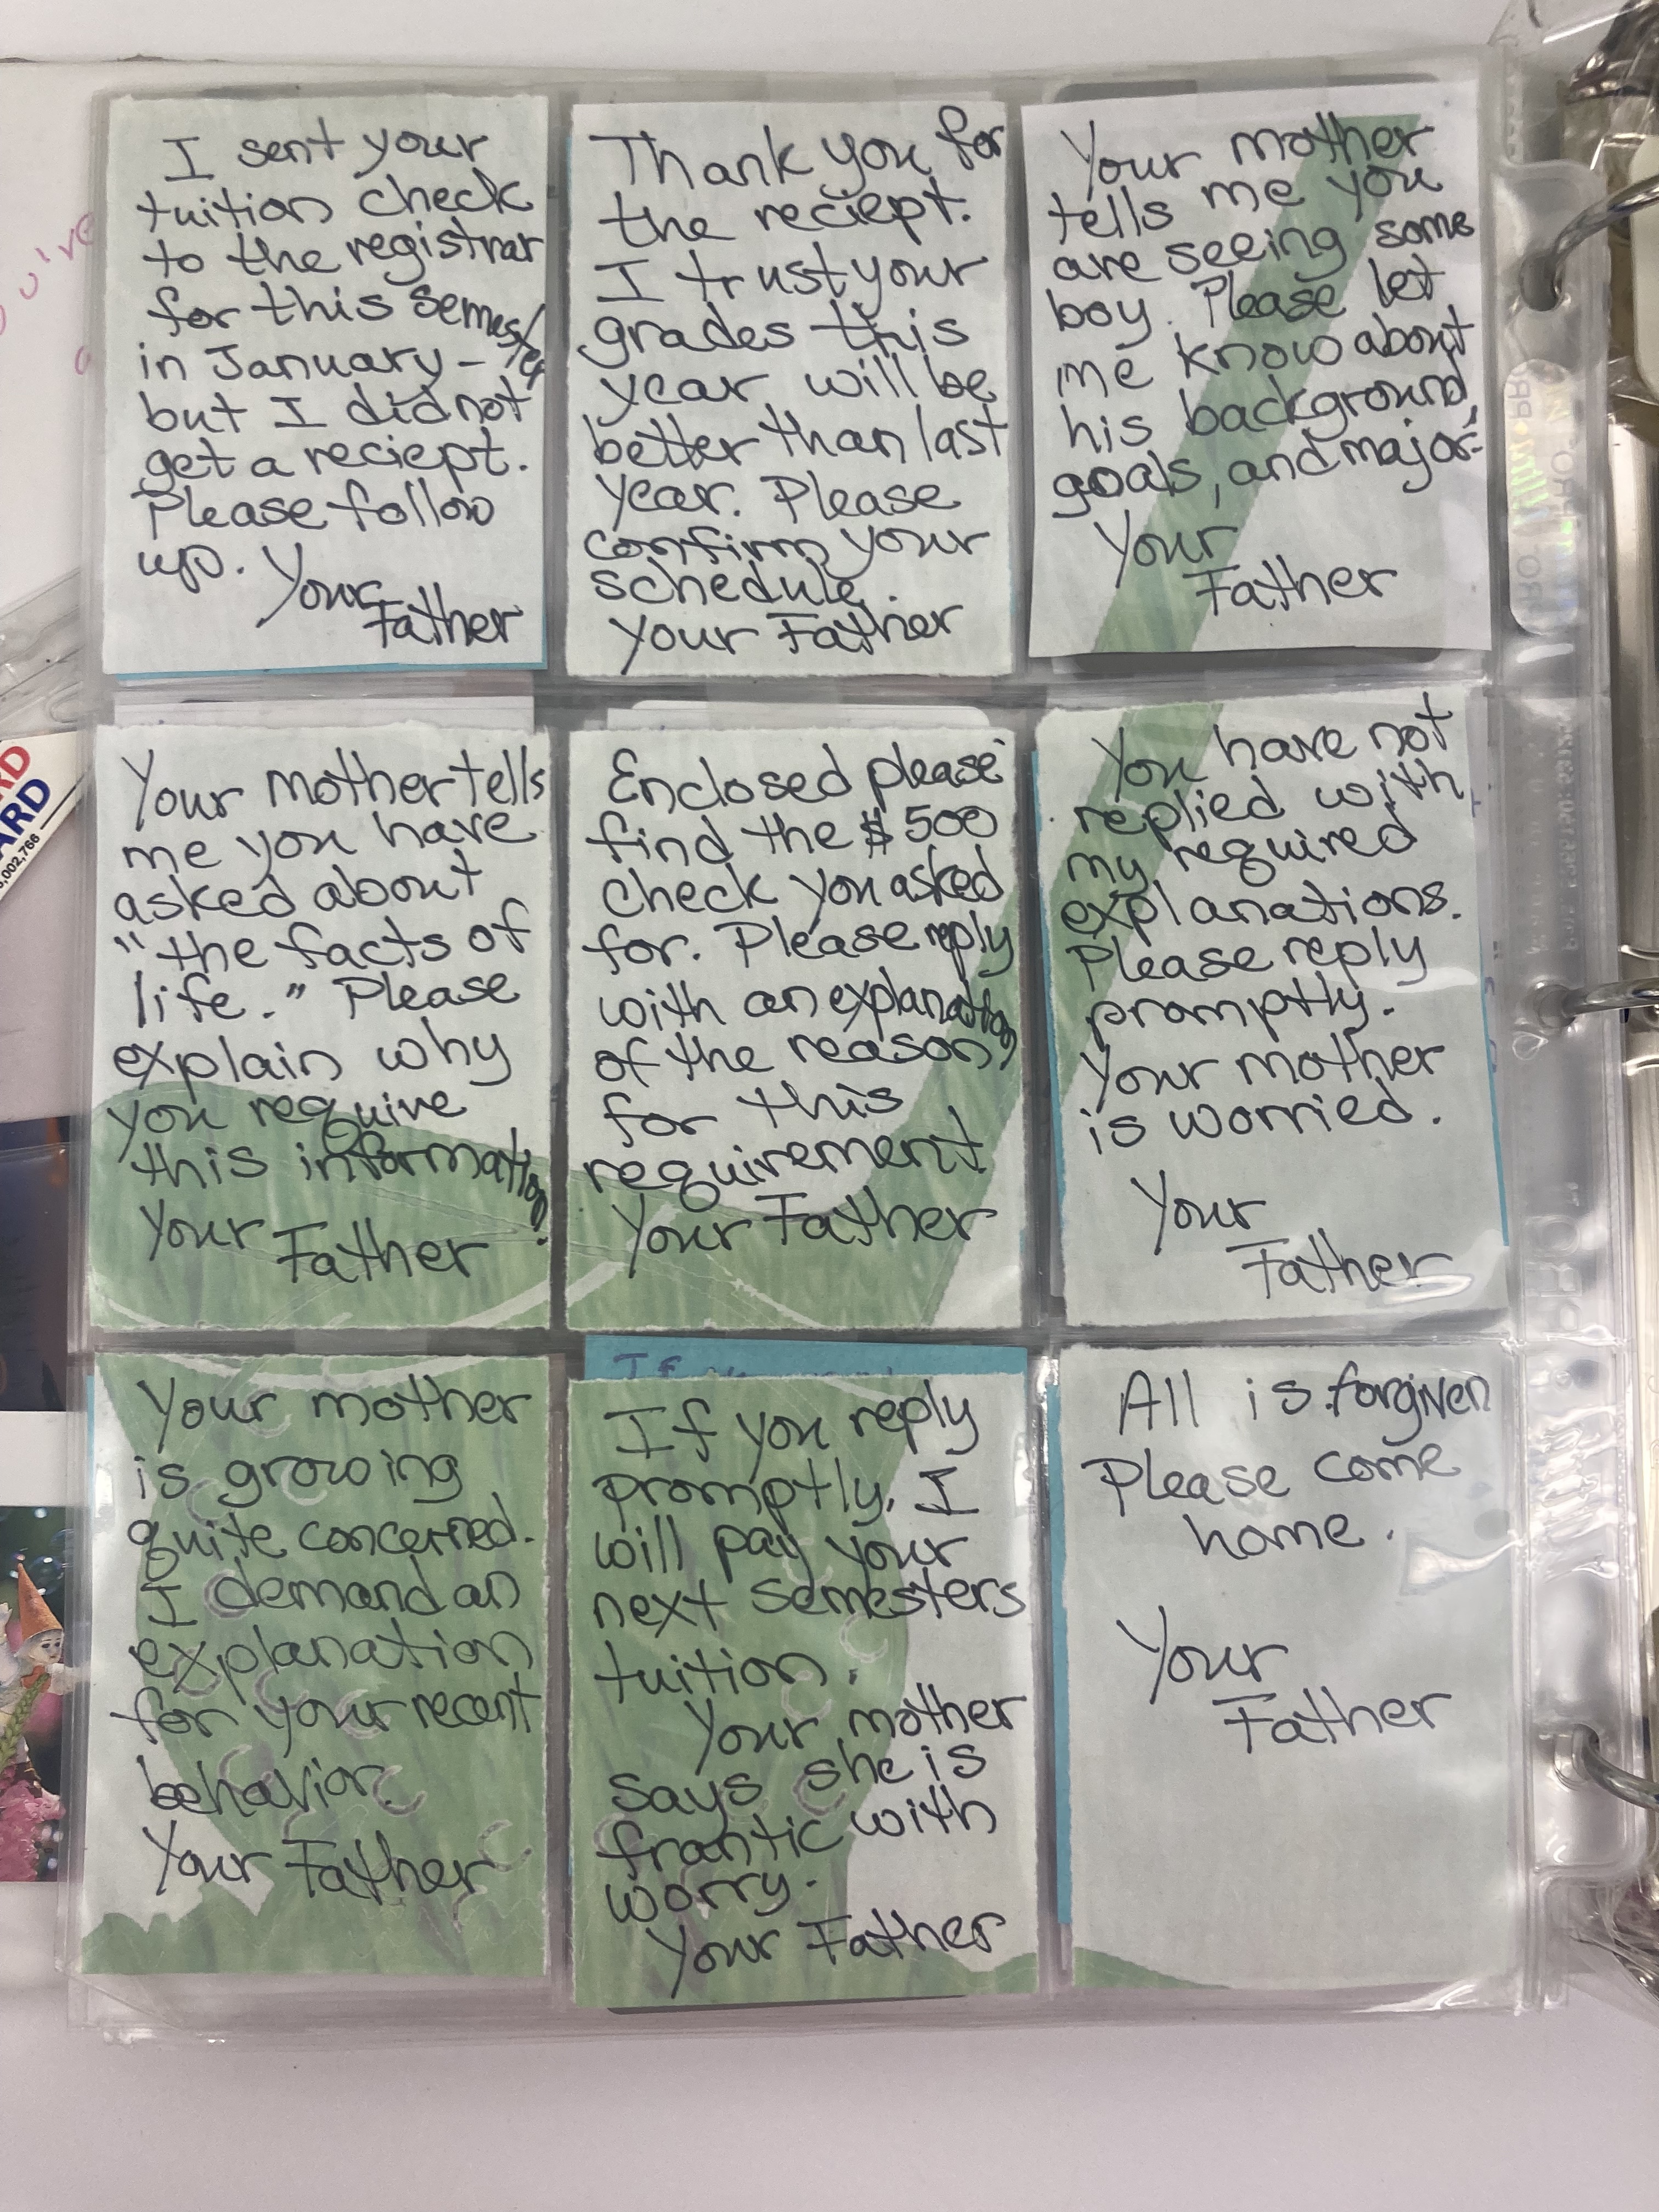 I sent your
tuition check
to the registrar
for this semester
in January –
but I did not
get a reciept.
Please follow
up. Your
Father
Thank you for
the reciept.
I trust your
grades this
year will be
better than last
year. Please
confirm your
schedule.
Your Father
Your mother
tells me you
are seeing some
boy. Please let
me know about
his background,
goals, and major.
Your
Father
Your mother tells
me you have
asked about
"the facts of
life." Please
explain why
you require
this information.
Your
Father
Enclosed please
find the $500
check you asked
for. Please reply
with an explanation
of the reason
for this
requirement
Your Father
You have not
replied with
my required
explanations.
Please reply
promptly.
Your mother
is worried.
Your
Father
Your mother
is growing
quite concerned.
I demand an
explanation
for your recent
behavior.
Your Father
If
If you reply
promptly, I
will pay your
next semesters
tuition.
Your mother
says she is
frantic with
worry.
Your Father
All is forgiven
Please come
home.
Your
Father
u've
RD
ARD
,002,766